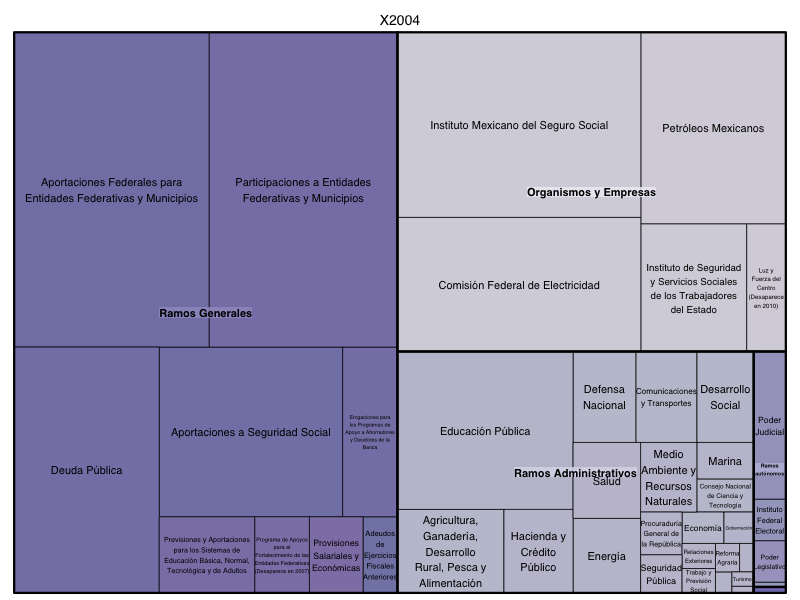 X2004
Aportaciones Federales para
Entidades Federativas y Municipios
Participaciones a Entidades
Federativas y Municipios
Ramos Generales
Deuda Pública
Aportaciones a Seguridad Social
Erogaciones para
los Programas de
Apoyo a Ahorradores
y Deudores de la
Banca
Previsiones y Aportaciones
para los Sistemas de
Educación Básica, Normal,
Tecnológica y de Adultos
Programa de Apoyos
para el
Fortalecimiento de las
Entidades Federativas
(Desaparece en 2007)
Provisiones
Salariales y
Económicas
Adeudos
de
Ejercicios
Fiscales
Anteriores
Instituto Mexicano del Seguro Social
Petróleos Mexicanos
Organismos y Empresas
Comisión Federal de Electricidad
Instituto de Seguridad
y Servicios Sociales
de los Trabajadores
del Estado
Luz y
Fuerza del
Centro
(Desaparece
en 2010)
Educación Pública
Defensa
Nacional
Comunicaciones
y Transportes
Desarrollo
Social
Ramos Administrativos
Salud
Medio
Ambiente y
Recursos
Naturales
Marina
Consejo Nacional
de Ciencia y
Tecnología
Agricultura,
Ganadería,
Desarrollo
Rural, Pesca y
Alimentación
Hacienda y
Crédito
Público
Energía
Procuraduría
General de
la República
Economía
Gobernación
Seguridad
Pública
Relaciones
Exteriores
Reforma
Agraria
Trabajo y
Previsión
Social
Turismo
Poder
Judicial
Ramos
autónomos
Instituto
Federal
Electoral
Poder
Legislativo